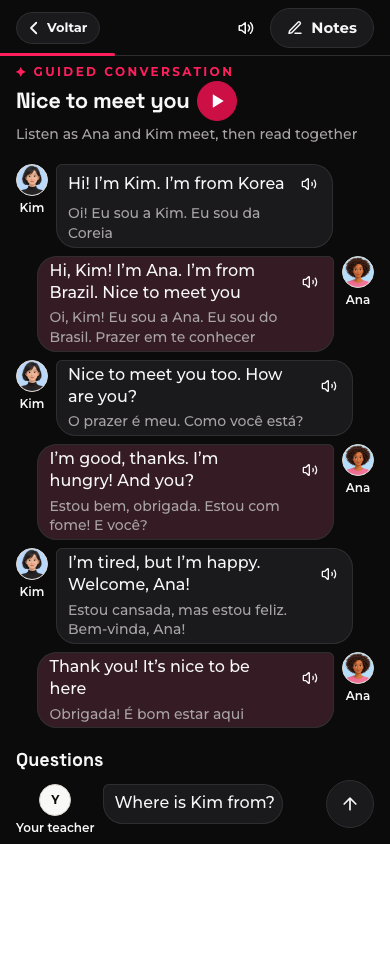 Voltar
Notes
GUIDED CONVERSATION
Nice to meet you
Listen as Ana and Kim meet, then read together
Kim
Hi! I’m Kim. I’m from Korea
Oi! Eu sou a Kim. Eu sou da
Coreia
Hi, Kim! I’m Ana. I’m from
Brazil. Nice to meet you
Oi, Kim! Eu sou a Ana. Eu sou do
Brasil. Prazer em te conhecer
Ana
Kim
Nice to meet you too. How
are you?
O prazer é meu. Como você está?
I’m good, thanks. I’m
hungry! And you?
Estou bem, obrigada. Estou com
fome! E você?
Ana
Kim
I’m tired, but I’m happy.
Welcome, Ana!
Estou cansada, mas estou feliz.
Bem-vinda, Ana!
Thank you! It’s nice to be
here
Obrigada! É bom estar aqui
Ana
Questions
Y
Your teacher
Where is Kim from?